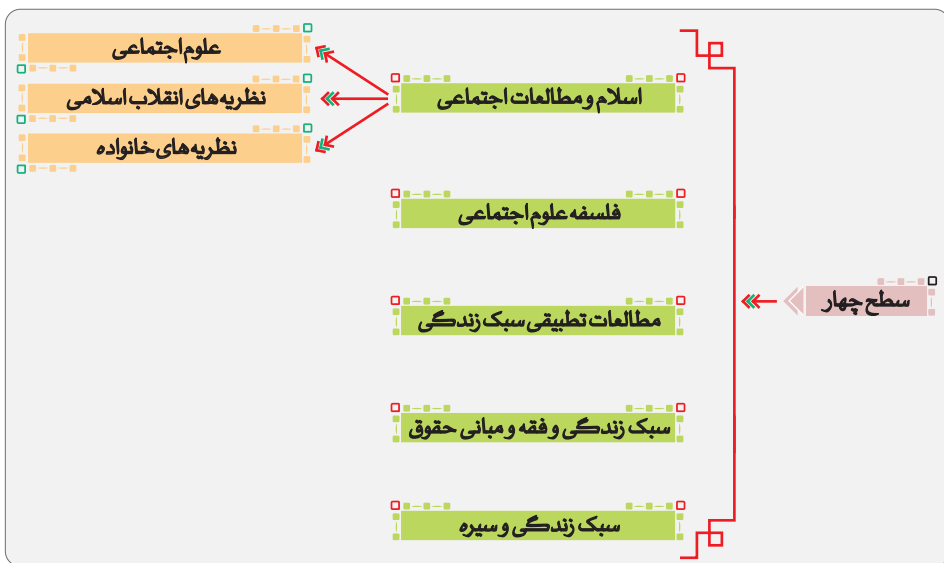 سطح چهار
اسلام و مطالعات اجتماعی
علوم اجتماعی
نظریه‌های انقلاب اسلامی
نظریه‌های خانواده
فلسفه علوم اجتماعی
مطالعات تطبیقی سبک زندگی
سبک زندگی و فقه و مبانی حقوق
سبک زندگی و سیره